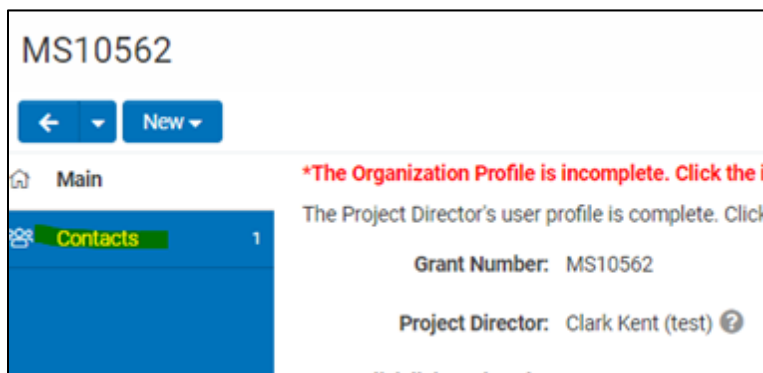 MS10562
New
Main
*The Organization Profile is incomplete. Click the
The Project Director's user profile is complete.
Contacts 1
Grant Number: MS10562
Project Director: Clark Kent (test)